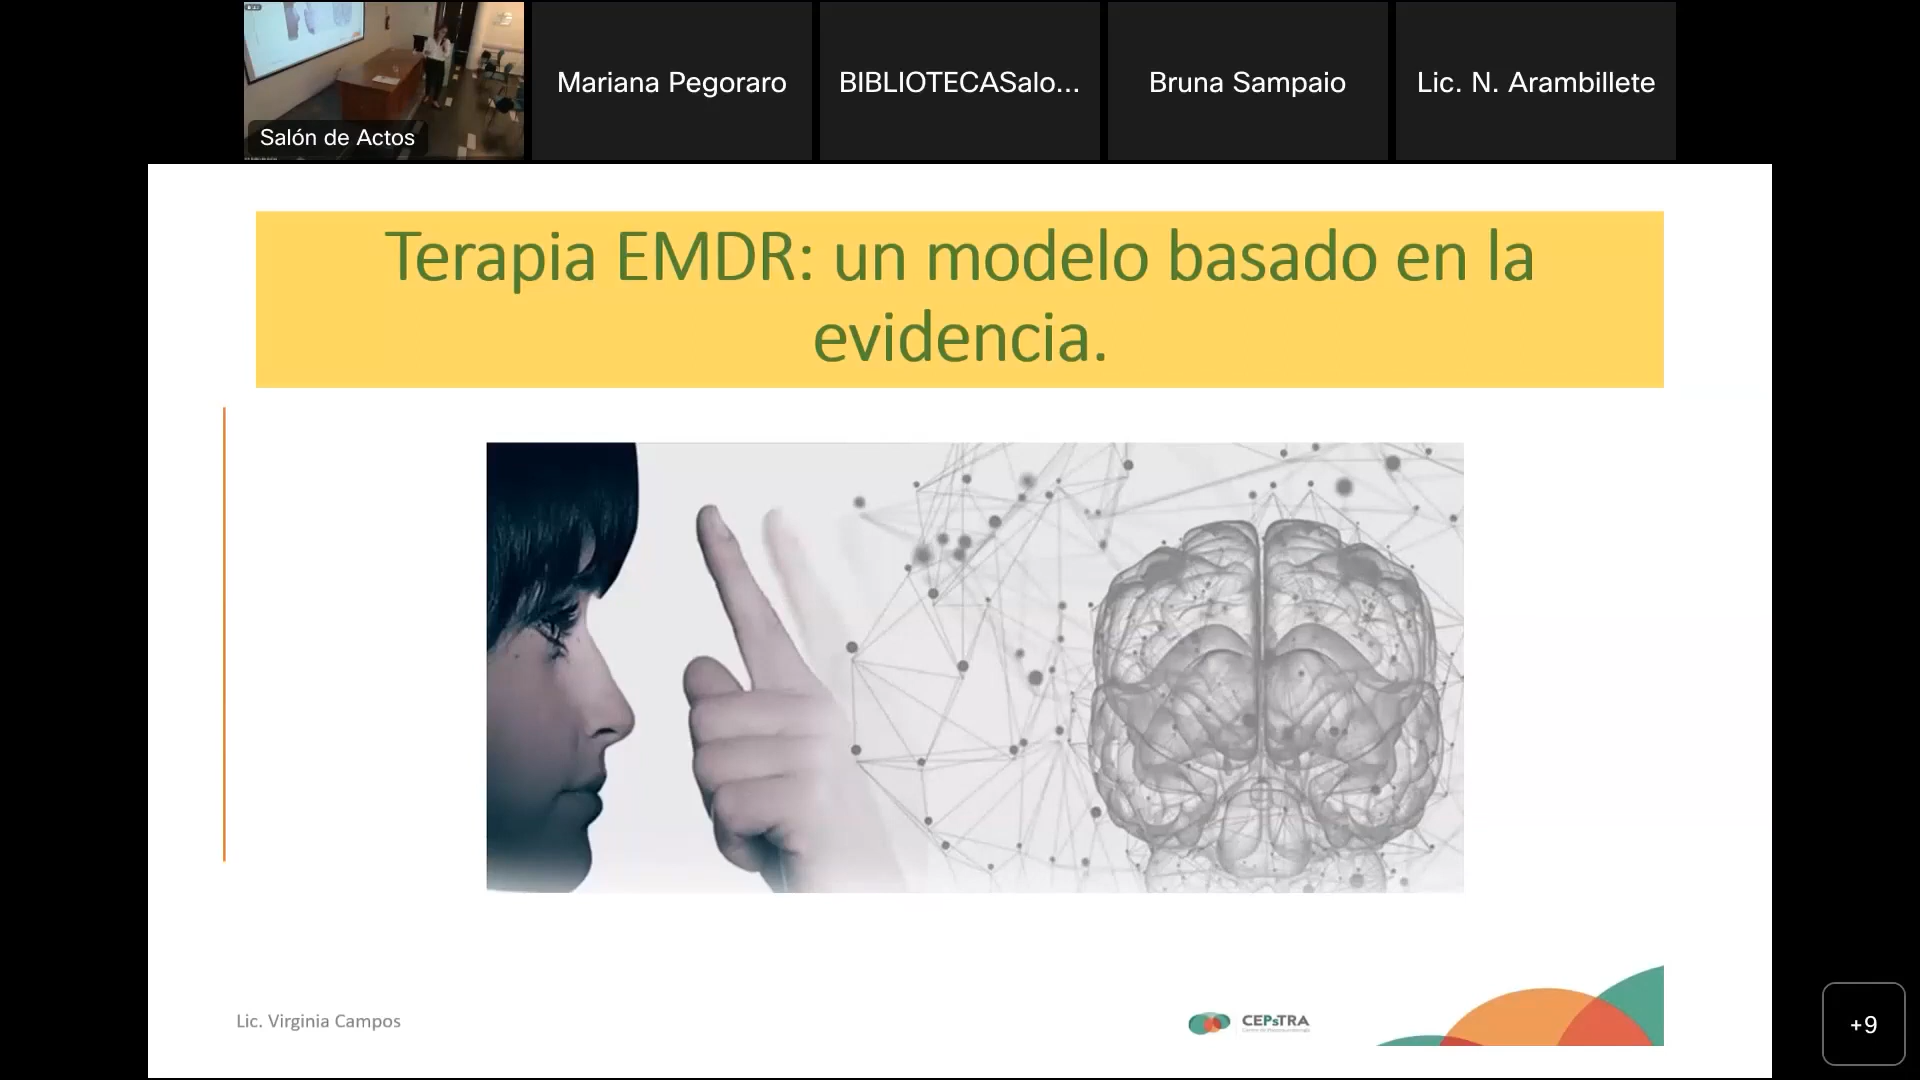 Salón de Actos
Mariana Pegoraro
BIBLIOTECASalo...
Bruna Sampaio
Lic. N. Arambillete
Terapia EMDR: un modelo basado en la
evidencia.
Lic. Virginia Campos
CEPsTRA
+9